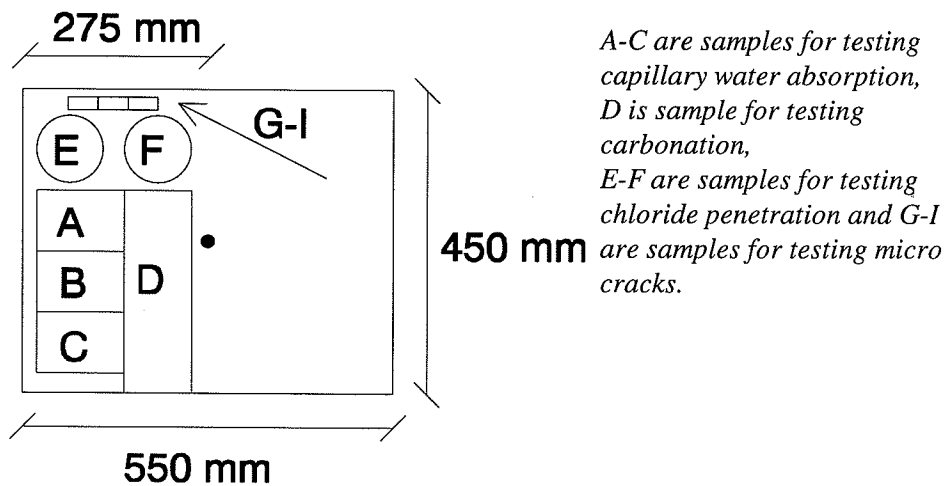 275 mm
G-I
E
F
A
B
C
D
450 mm
550 mm
A-C are samples for testing
capillary water absorption,
D is sample for testing
carbonation,
E-F are samples for testing
chloride penetration and G-I
are samples for testing micro
cracks.